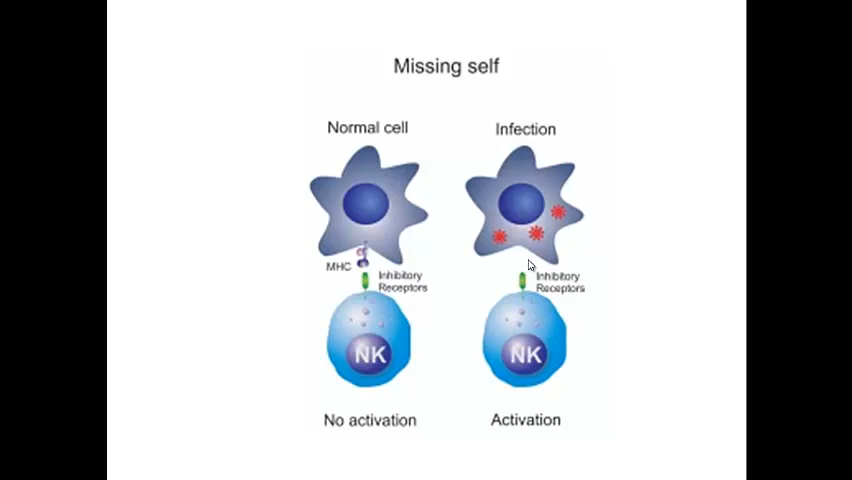 Missing self
Normal cell
Infection
MHC
Inhibitory
Receptors
Inhibitory
Receptors
NK
NK
No activation
Activation